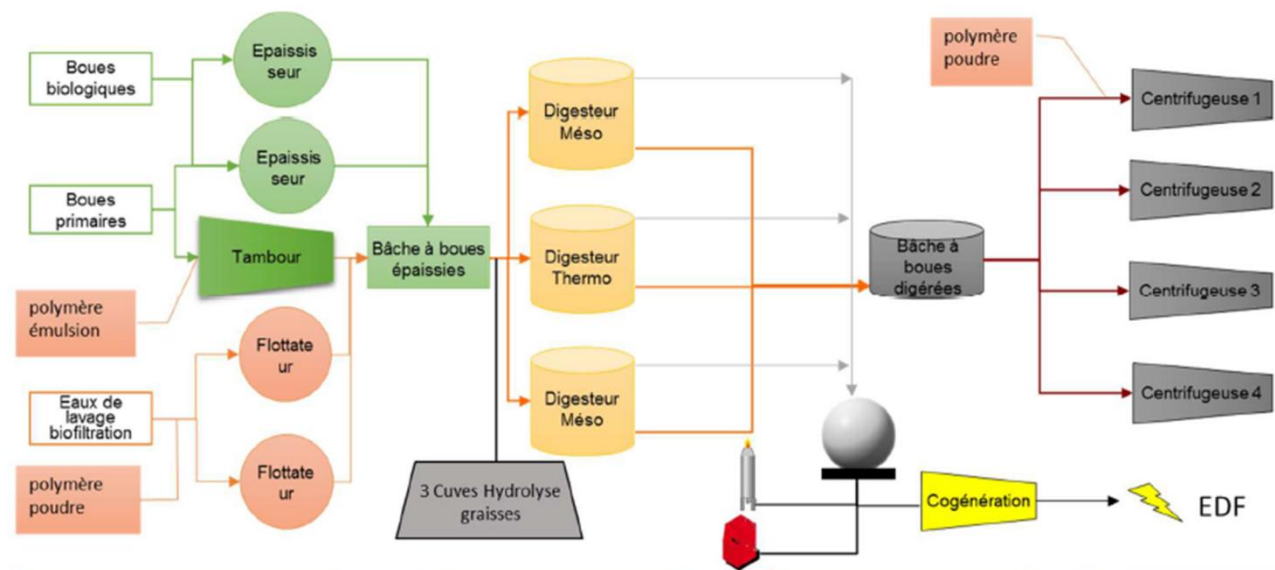 Boues
biologiques
Epaissis
seur
Epaissis
seur
Boues
primaires
Tambour
polymère
émulsion
Flottate
ur
Eaux de
lavage
biofiltration
Flottate
ur
polymère
poudre
Bâche à boues
épaissies
3 Cuves Hydrolyse
graisses
Digesteur
Méso
Digesteur
Thermo
Digesteur
Méso
Bâche à
boues
digérées
polymère
poudre
Centrifugeuse 1
Centrifugeuse 2
Centrifugeuse 3
Centrifugeuse 4
Cogénération
EDF